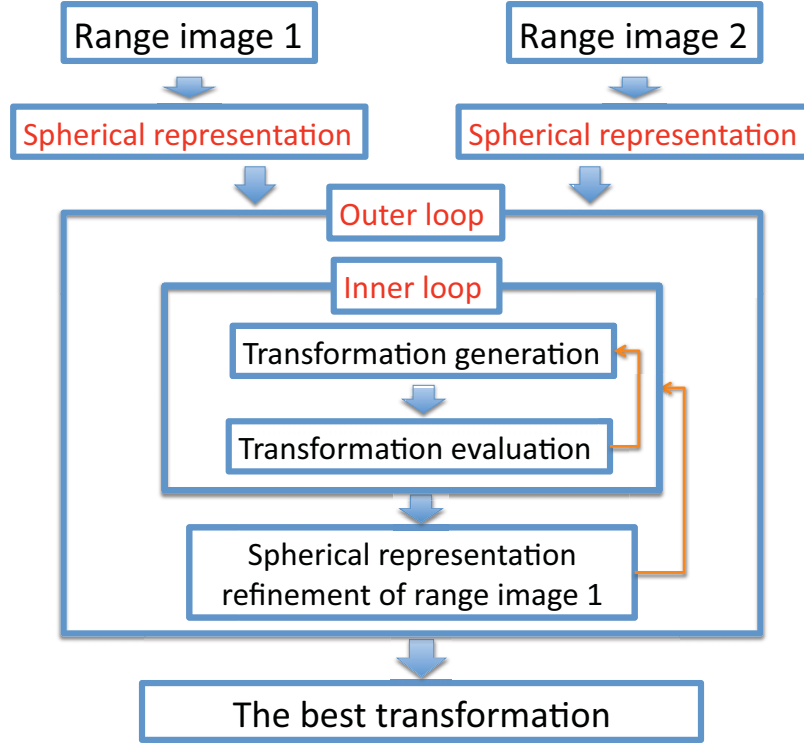 Range image 1
Range image 2
Spherical representation
Spherical representation
Outer loop
Inner loop
Transformation generation
Transformation evaluation
Spherical representation
refinement of range image 1
The best transformation